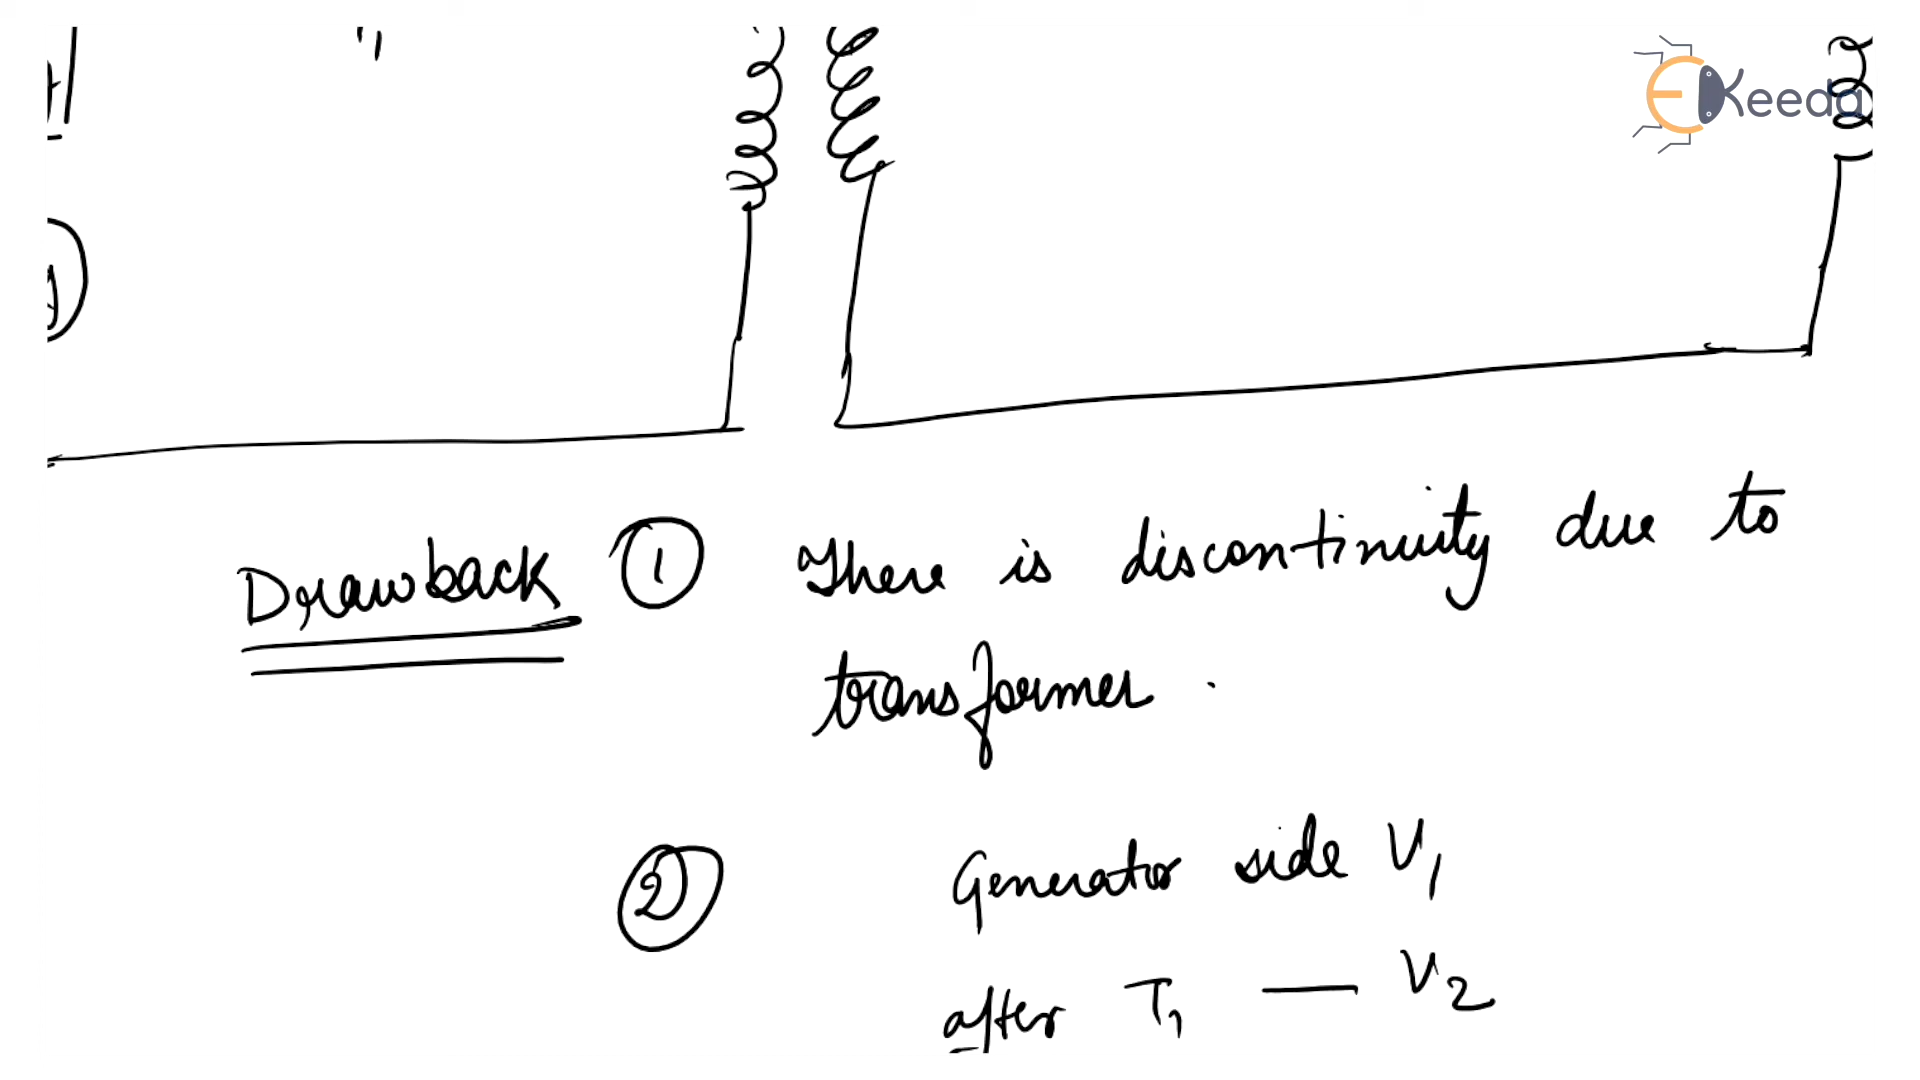 EKeeda
Drawback ① There is discontinuity due to
transformer.
② Generator side V1
after T1 — V2